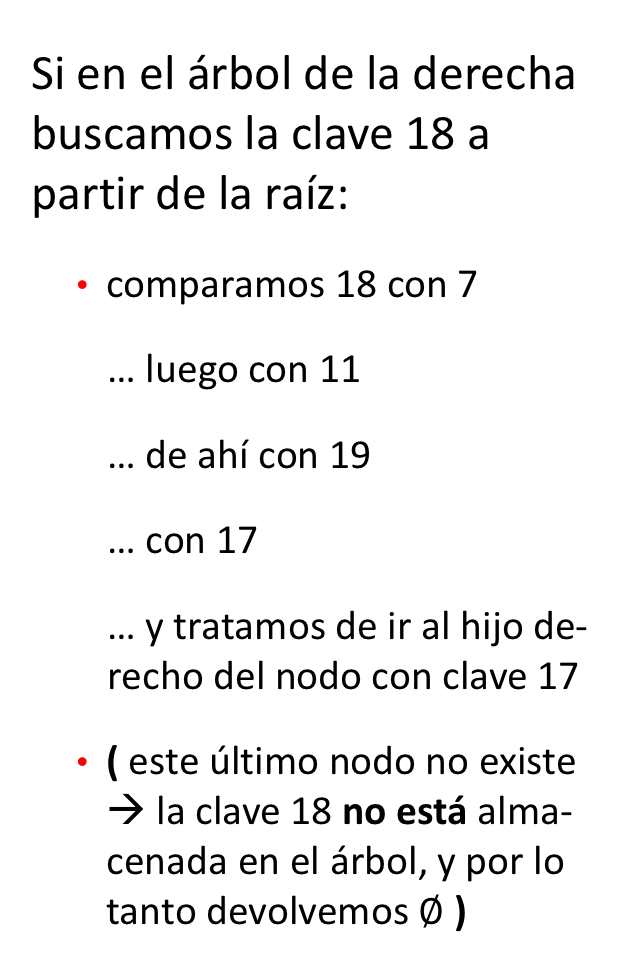 Si en el árbol de la derecha
buscamos la clave 18 a
partir de la raíz:
• comparamos 18 con 7
… luego con 11
… de ahí con 19
… con 17
… y tratamos de ir al hijo de-
recho del nodo con clave 17
• ( este último nodo no existe
→ la clave 18 no está alma-
cenada en el árbol, y por lo
tanto devolvemos Ø )